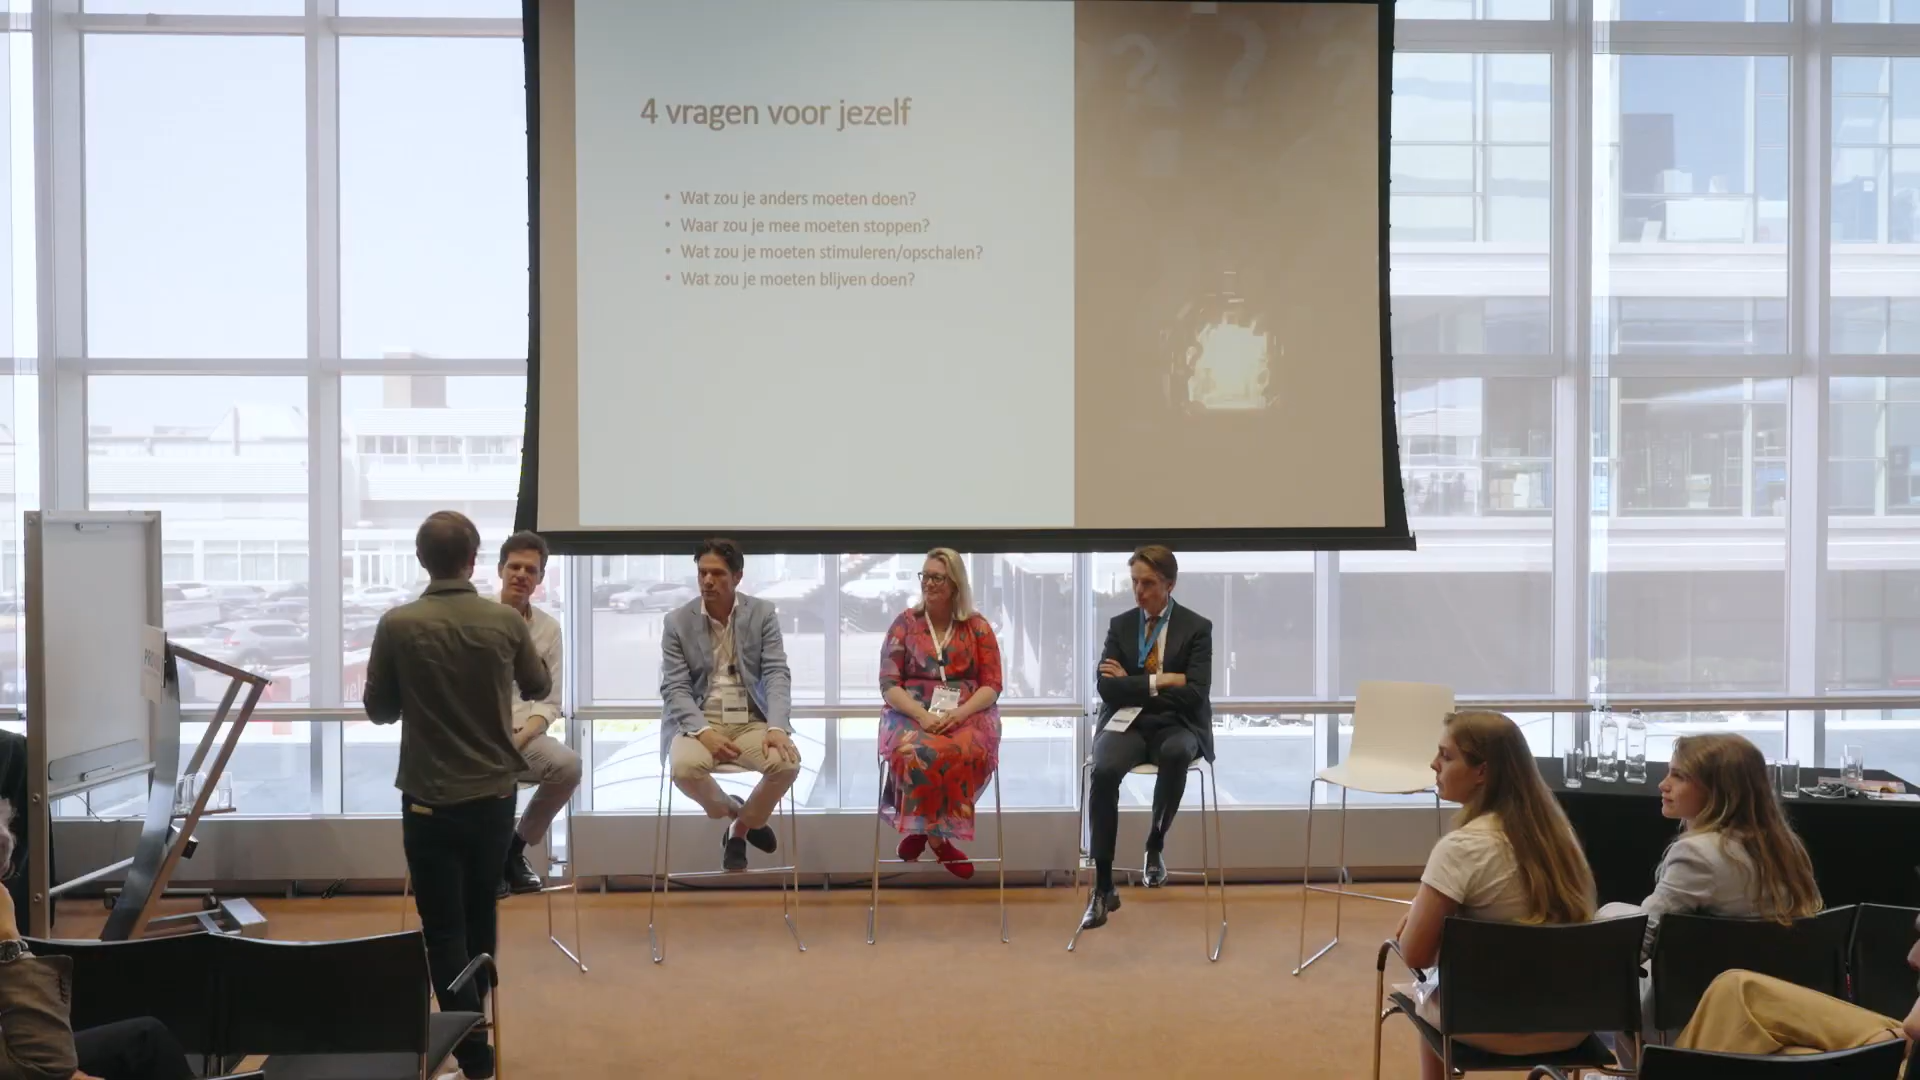 4 vragen voor jezelf
• Wat zou je anders moeten doen?
• Waar zou je mee moeten stoppen?
• Wat zou je moeten stimuleren/opschalen?
• Wat zou je moeten blijven doen?